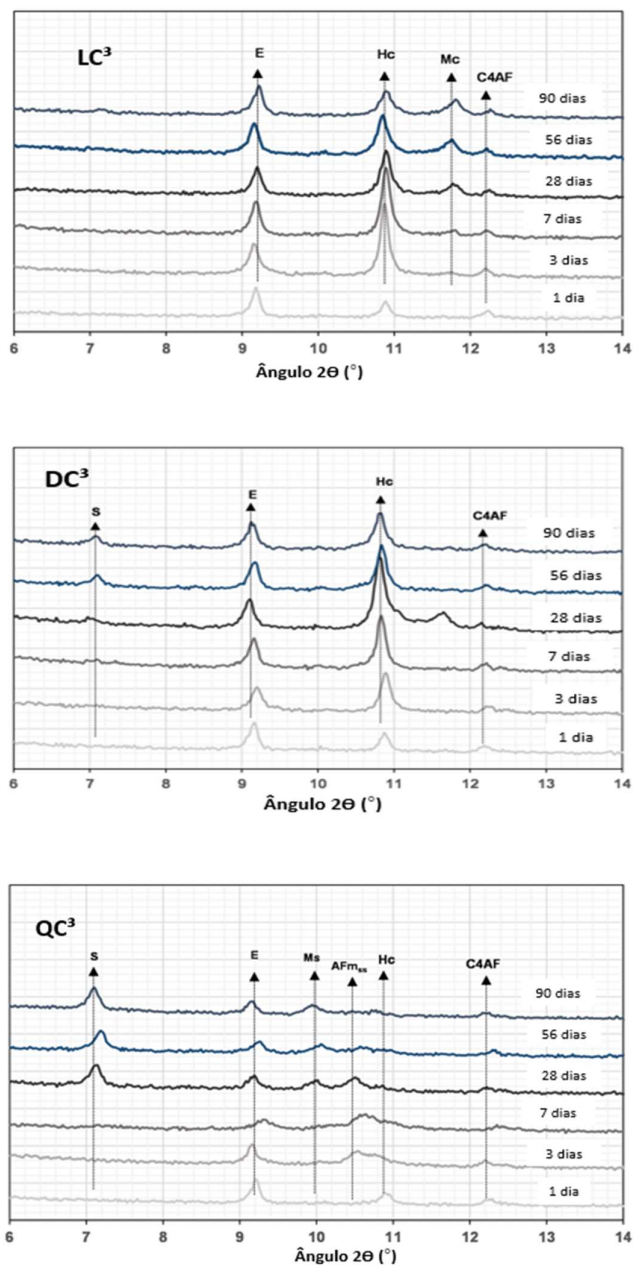 LC³
E
Hc
Mc
C4AF
90 dias
56 dias
28 dias
7 dias
3 dias
1 dia
6 7 8 9 10 11 12 13 14
Ângulo 2Θ (°)
DC³
S
E
Hc
C4AF
90 dias
56 dias
28 dias
7 dias
3 dias
1 dia
6 7 8 9 10 11 12 13 14
Ângulo 2Θ (°)
QC³
S
E
Ms
AFmss
Hc
C4AF
90 dias
56 dias
28 dias
7 dias
3 dias
1 dia
6 7 8 9 10 11 12 13 14
Ângulo 2Θ (°)